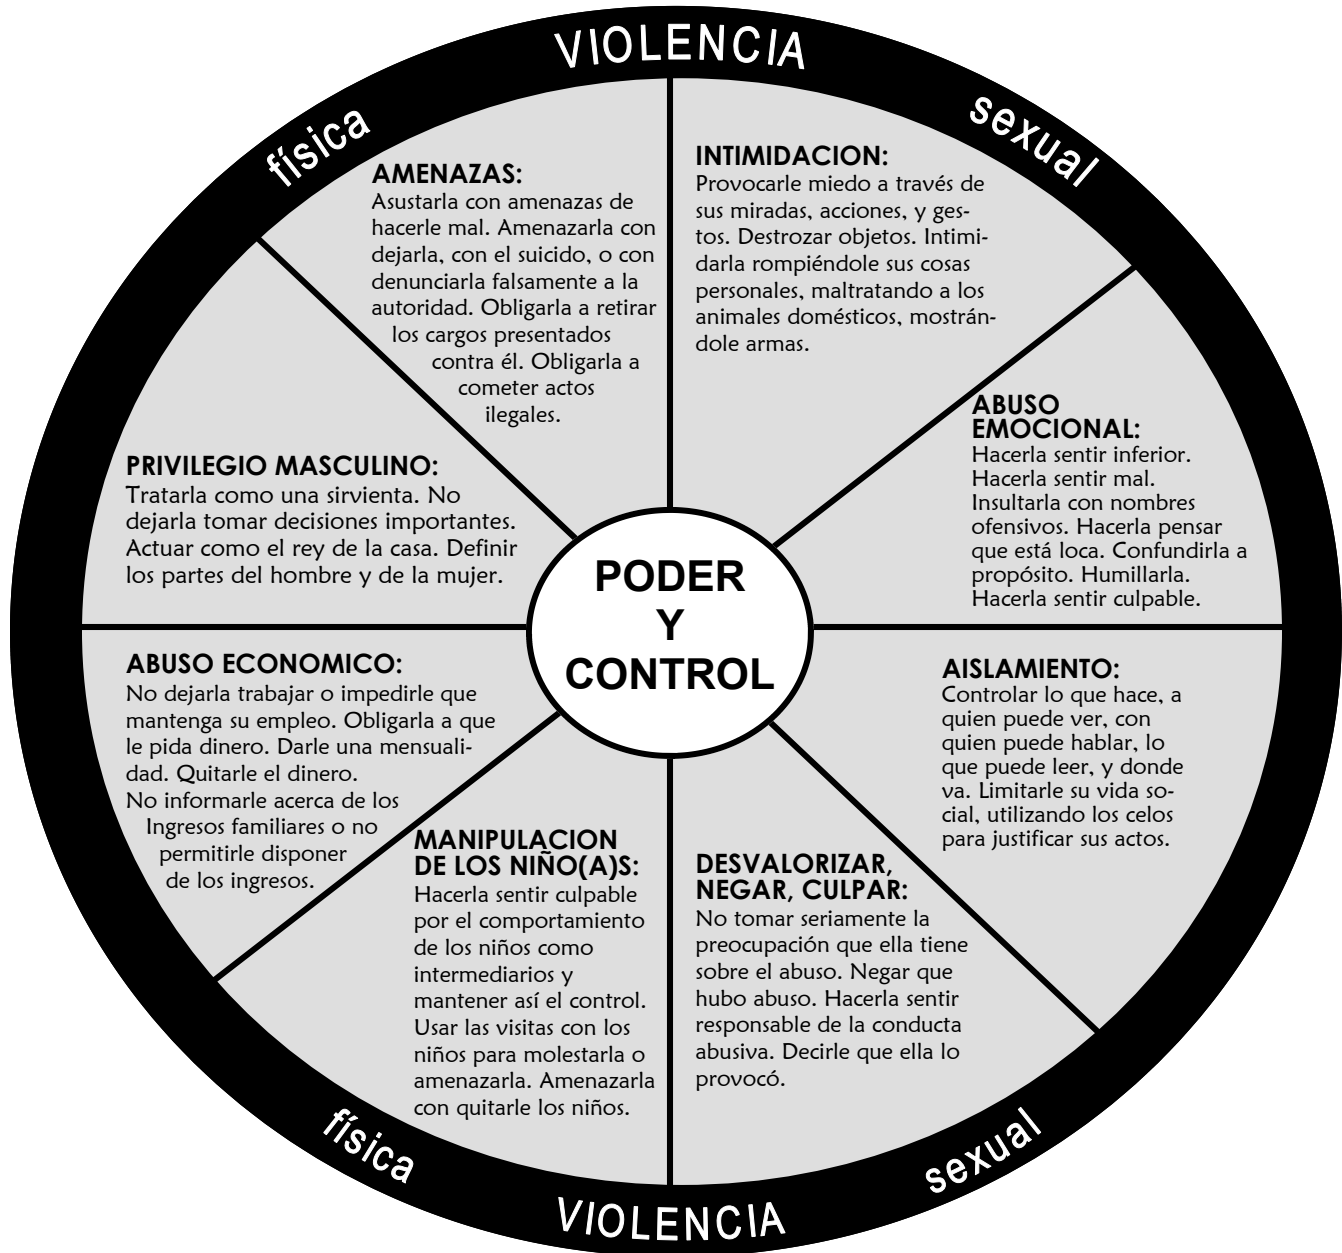 VIOLENCIA
física
sexual
AMENAZAS:
Asustarla con amenazas de
hacerle mal. Amenazarla con
dejarla, con el suicido, o con
denunciarla falsamente a la
autoridad. Obligarla a retirar
los cargos presentados
contra él. Obligarla a
cometer actos
ilegales.
INTIMIDACION:
Provocarle miedo a través de
sus miradas, acciones, y ges-
tos. Destrozar objetos. Intimi-
darla rompiéndole sus cosas
personales, maltratando a los
animales domésticos, mostrán-
dole armas.
ABUSO
EMOCIONAL:
Hacerla sentir inferior.
Hacerla sentir mal.
Insultarla con nombres
ofensivos. Hacerla pensar
que está loca. Confundirla a
propósito. Humillarla.
Hacerla sentir culpable.
PRIVILEGIO MASCULINO:
Tratarla como una sirvienta. No
dejarla tomar decisiones importantes.
Actuar como el rey de la casa. Definir
los partes del hombre y de la mujer.
PODER
Y
CONTROL
ABUSO ECONOMICO:
No dejarla trabajar o impedirle que
mantenga su empleo. Obligarla a que
le pida dinero. Darle una mensuali-
dad. Quitarle el dinero.
No informarle acerca de los
Ingresos familiares o no
permitirle disponer
de los ingresos.
AISLAMIENTO:
Controlar lo que hace, a
quien puede ver, con
quien puede hablar, lo
que puede leer, y donde
va. Limitarle su vida so-
cial, utilizando los celos
para justificar sus actos.
MANIPULACION
DE LOS NIÑO(A)S:
Hacerla sentir culpable
por el comportamiento
de los niños como
intermediarios y
mantener así el control.
Usar las visitas con los
niños para molestarla o
amenazarla. Amenazarla
con quitarle los niños.
DESVALORIZAR,
NEGAR, CULPAR:
No tomar seriamente la
preocupación que ella tiene
sobre el abuso. Negar que
hubo abuso. Hacerla sentir
responsable de la conducta
abusiva. Decirle que ella lo
provocó.
física
sexual
VIOLENCIA